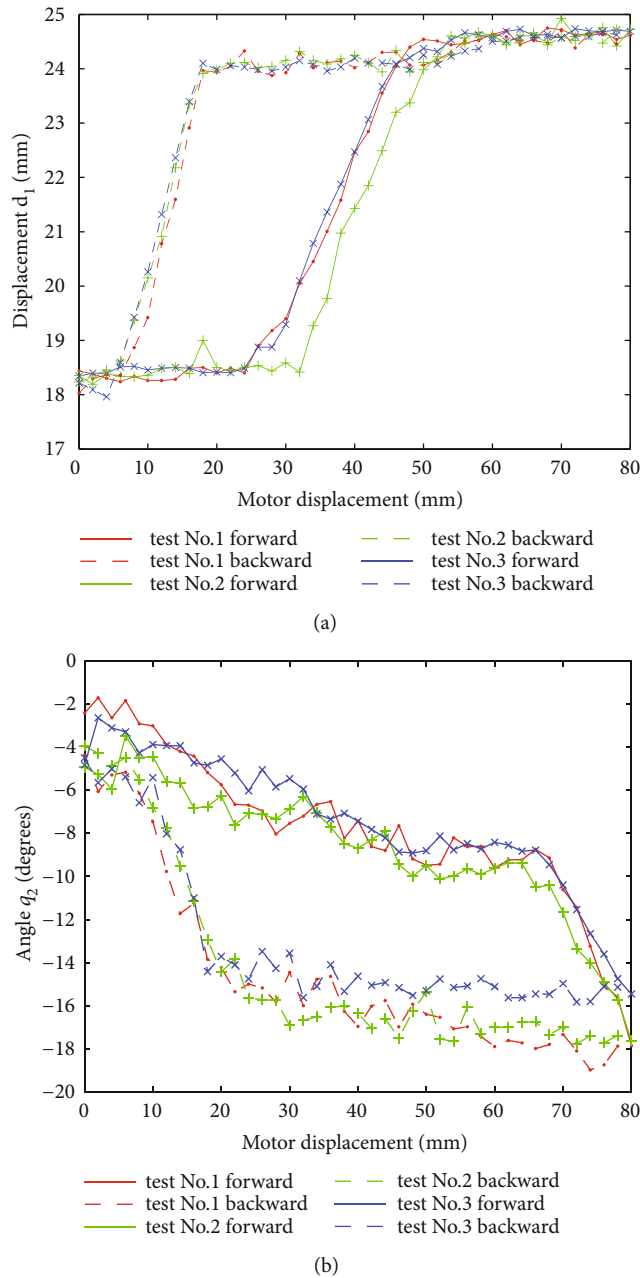 25
24
23
22
21
20
19
18
17
Displacement d1 (mm)
0 10 20 30 40 50 60 70 80
Motor displacement (mm)
test No.1 forward
test No.1 backward
test No.2 forward
test No.2 backward
test No.3 forward
test No.3 backward
(a)
0
−2
−4
−6
−8
−10
−12
−14
−16
−18
−20
Angle q2 (degrees)
0 10 20 30 40 50 60 70 80
Motor displacement (mm)
test No.1 forward
test No.1 backward
test No.2 forward
test No.2 backward
test No.3 forward
test No.3 backward
(b)